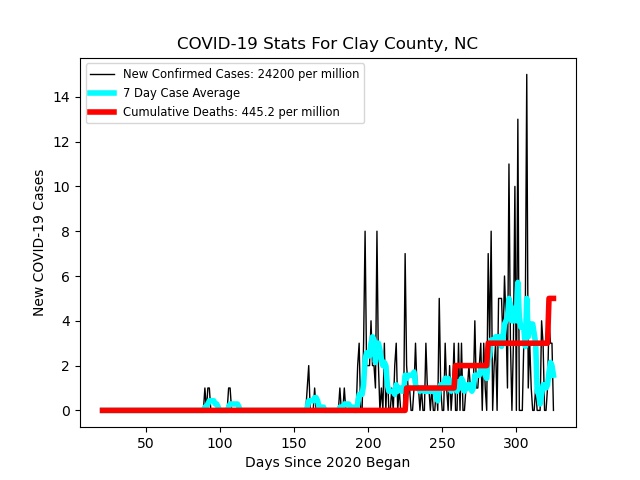 COVID-19 Stats For Clay County, NC
New Confirmed Cases: 24200 per million
7 Day Case Average
Cumulative Deaths: 445.2 per million
New COVID-19 Cases
14
12
10
8
6
4
2
0
50 100 150 200 250 300
Days Since 2020 Began